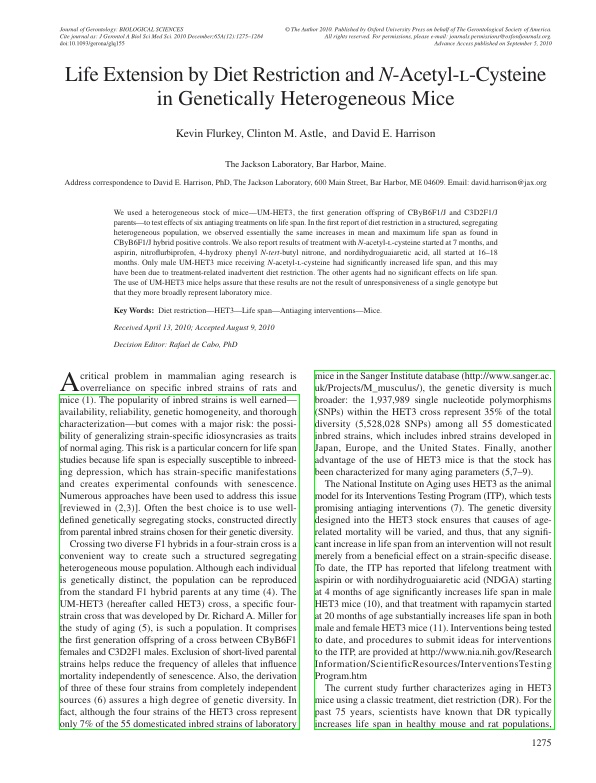 Journal of Gerontology: BIOLOGICAL SCIENCES
Cite journal as: J Gerontol A Biol Sci Med Sci. 2010 December;65A(12):1275–1284
doi:10.1093/gerona/glq155
© The Author 2010. Published by Oxford University Press on behalf of The Gerontological Society of America.
All rights reserved. For permissions, please e-mail: journals.permissions@oxfordjournals.org.
Advance Access published on September 5, 2010
Life Extension by Diet Restriction and N-Acetyl-L-Cysteine
in Genetically Heterogeneous Mice
Kevin Flurkey, Clinton M. Astle, and David E. Harrison
The Jackson Laboratory, Bar Harbor, Maine.
Address correspondence to David E. Harrison, PhD, The Jackson Laboratory, 600 Main Street, Bar Harbor, ME 04609. Email: david.harrison@jax.org
We used a heterogeneous stock of mice—UM-HET3, the first generation offspring of CByB6F1/J and C3D2F1/J
parents—to test effects of six antiaging treatments on life span. In the first report of diet restriction in a structured, segregating
heterogeneous population, we observed essentially the same increases in mean and maximum life span as found in
CByB6F1/J hybrid positive controls. We also report results of treatment with N-acetyl-L-cysteine started at 7 months, and
aspirin, nitroflurbiprofen, 4-hydroxy phenyl N-tert-butyl nitrone, and nordihydroguaiaretic acid, all started at 16–18
months. Only male UM-HET3 mice receiving N-acetyl-L-cysteine had significantly increased life span, and this may
have been due to treatment-related inadvertent diet restriction. The other agents had no significant effects on life span.
The use of UM-HET3 mice helps assure that these results are not the result of unresponsiveness of a single genotype but
that they more broadly represent laboratory mice.
Key Words: Diet restriction—HET3—Life span—Antiaging interventions—Mice.
Received April 13, 2010; Accepted August 9, 2010
Decision Editor: Rafael de Cabo, PhD
A critical problem in mammalian aging research is
overreliance on specific inbred strains of rats and
mice (1). The popularity of inbred strains is well earned—
availability, reliability, genetic homogeneity, and thorough
characterization—but comes with a major risk: the possi-
bility of generalizing strain-specific idiosyncrasies as traits
of normal aging. This risk is a particular concern for life span
studies because life span is especially susceptible to inbreed-
ing depression, which has strain-specific manifestations
and creates experimental confounds with senescence.
Numerous approaches have been used to address this issue
[reviewed in (2,3)]. Often the best choice is to use well-
defined genetically segregating stocks, constructed directly
from parental inbred strains chosen for their genetic diversity.
Crossing two diverse F1 hybrids in a four-strain cross is a
convenient way to create such a structured segregating
heterogeneous mouse population. Although each individual
is genetically distinct, the population can be reproduced
from the standard F1 hybrid parents at any time (4). The
UM-HET3 (hereafter called HET3) cross, a specific four-
strain cross that was developed by Dr. Richard A. Miller for
the study of aging (5), is such a population. It comprises
the first generation offspring of a cross between CByB6F1
females and C3D2F1 males. Exclusion of short-lived parental
strains helps reduce the frequency of alleles that influence
mortality independently of senescence. Also, the derivation
of three of these four strains from completely independent
sources (6) assures a high degree of genetic diversity. In
fact, although the four strains of the HET3 cross represent
only 7% of the 55 domesticated inbred strains of laboratory
mice in the Sanger Institute database (http://www.sanger.ac.
uk/Projects/M_musculus/), the genetic diversity is much
broader: the 1,937,989 single nucleotide polymorphisms
(SNPs) within the HET3 cross represent 35% of the total
diversity (5,528,028 SNPs) among all 55 domesticated
inbred strains, which includes inbred strains developed in
Japan, Europe, and the United States. Finally, another
advantage of the use of HET3 mice is that the stock has
been characterized for many aging parameters (5,7–9).
The National Institute on Aging uses HET3 as the animal
model for its Interventions Testing Program (ITP), which tests
promising antiaging interventions (7). The genetic diversity
designed into the HET3 stock ensures that causes of age-
related mortality will be varied, and thus, that any signifi-
cant increase in life span from an intervention will not result
merely from a beneficial effect on a strain-specific disease.
To date, the ITP has reported that lifelong treatment with
aspirin or with nordihydroguaiaretic acid (NDGA) starting
at 4 months of age significantly increases life span in male
HET3 mice (10), and that treatment with rapamycin started
at 20 months of age substantially increases life span in both
male and female HET3 mice (11). Interventions being tested
to date, and procedures to submit ideas for interventions
to the ITP, are provided at http://www.nia.nih.gov/Research
Information/ScientificResources/InterventionsTesting
Program.htm
The current study further characterizes aging in HET3
mice using a classic treatment, diet restriction (DR). For the
past 75 years, scientists have known that DR typically
increases life span in healthy mouse and rat populations,
1275